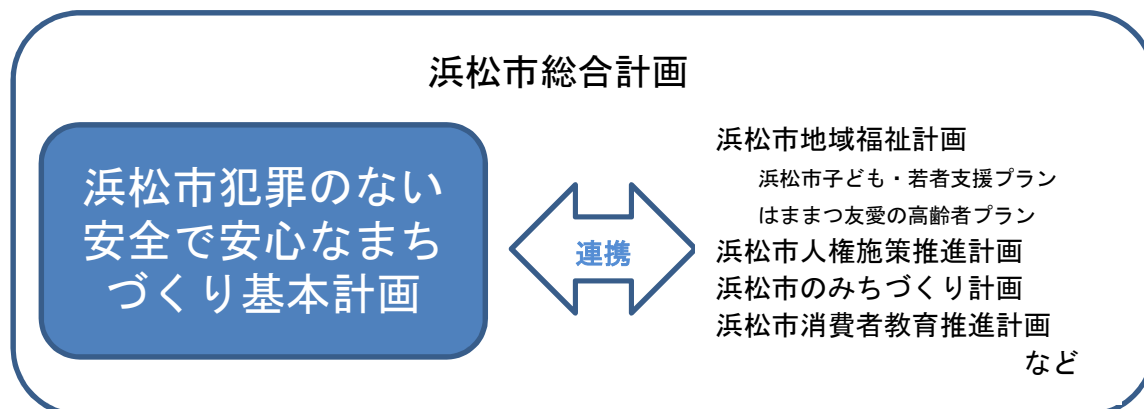 浜松市総合計画
浜松市犯罪のない
安全で安心なまち
づくり基本計画
連携
浜松市地域福祉計画
浜松市子ども・若者支援プラン
はままつ友愛の高齢者プラン
浜松市人権施策推進計画
浜松市のみちづくり計画
浜松市消費者教育推進計画
など